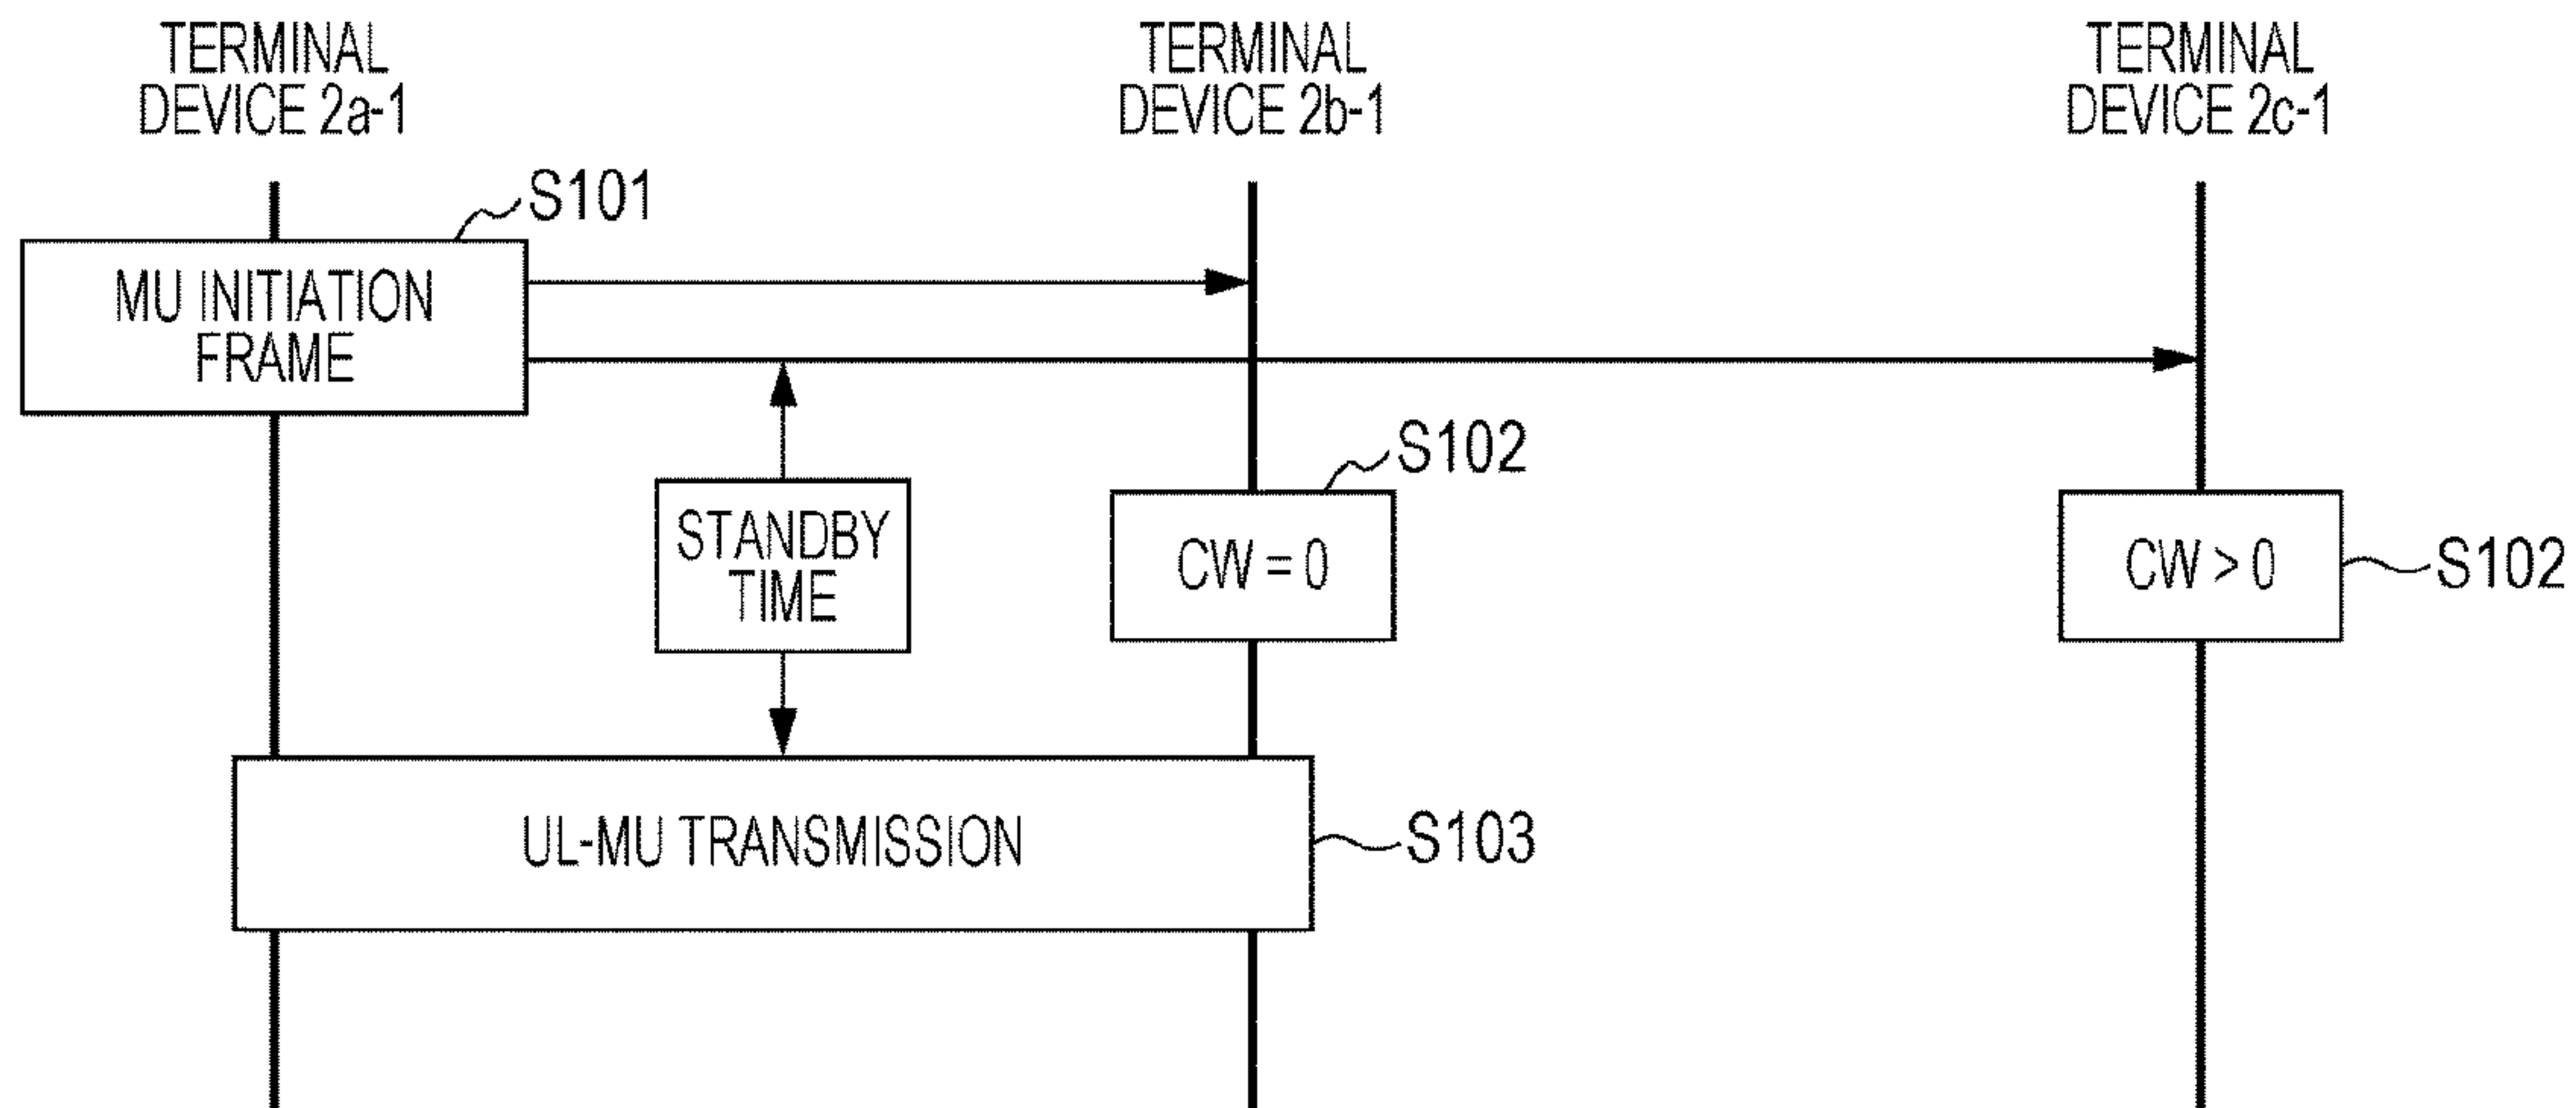 TERMINAL
DEVICE 2a-1
TERMINAL
DEVICE 2b-1
TERMINAL
DEVICE 2c-1
S101
MU INITIATION
FRAME
S102
STANDBY
TIME
CW = 0
CW > 0
S102
UL-MU TRANSMISSION
S103